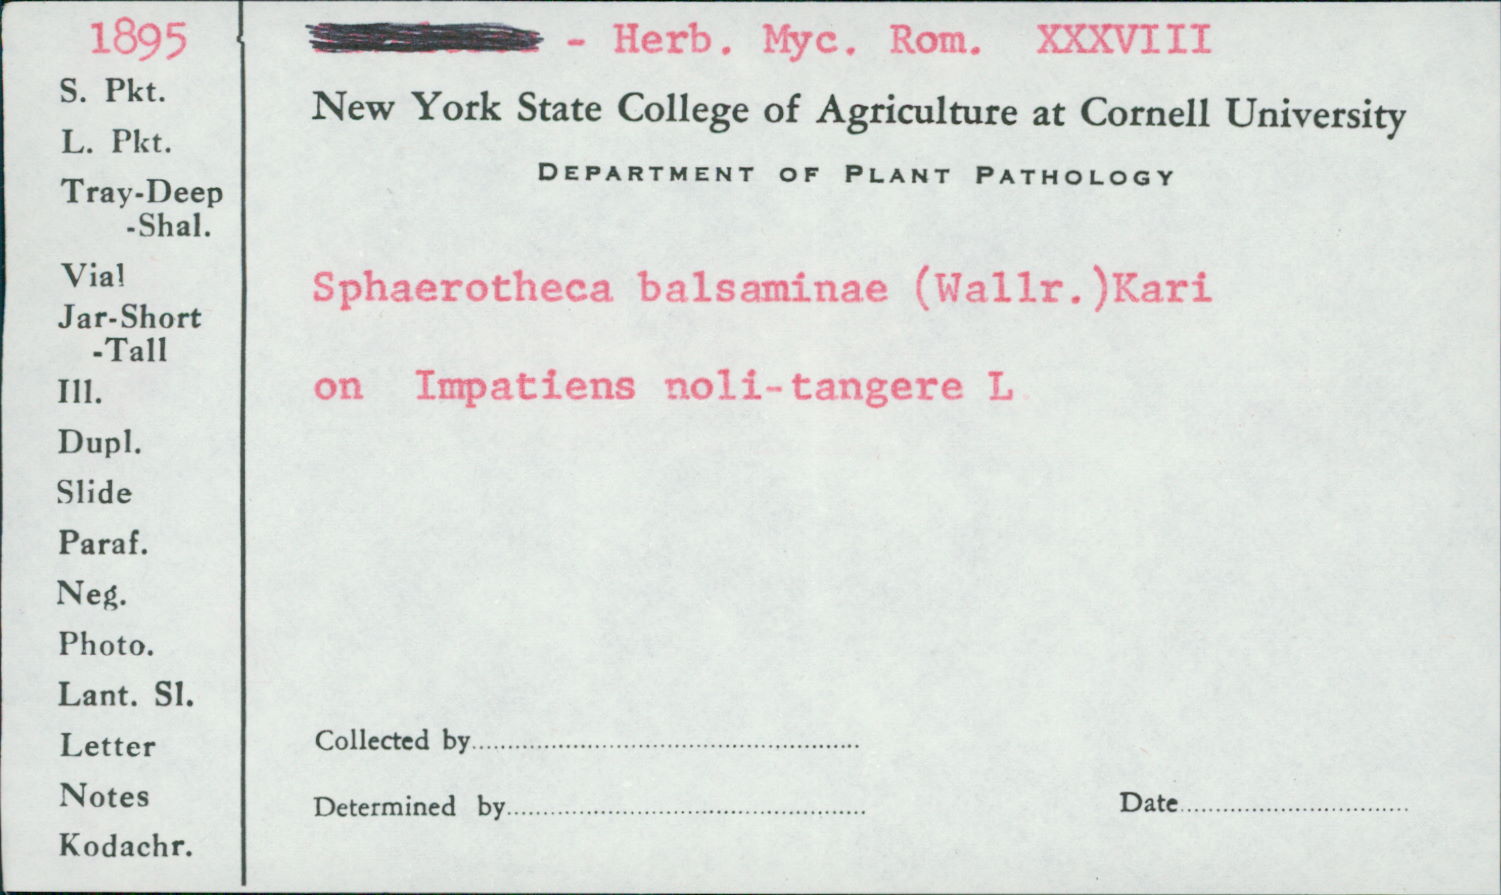 1895
S. Pkt.
L. Pkt.
Tray-Deep
-Shal.
Vial
Jar-Short
-Tall
Ill.
Dupl.
Slide
Paraf.
Neg.
Photo.
Lant. Sl.
Letter
Notes
Kodachr.
- Herb. Myc. Rom. XXXVIII
New York State College of Agriculture at Cornell University
DEPARTMENT OF PLANT PATHOLOGY
Sphaerotheca balsaminae (Wallr.)Kari
on Impatiens noli-tangere L
Collected by
Determined by
Date